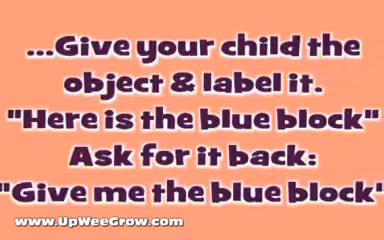 ...Give your child the
object & label it.
"Here is the blue block"
Ask for it back:
"Give me the blue block"
www.UpWeeGrow.com